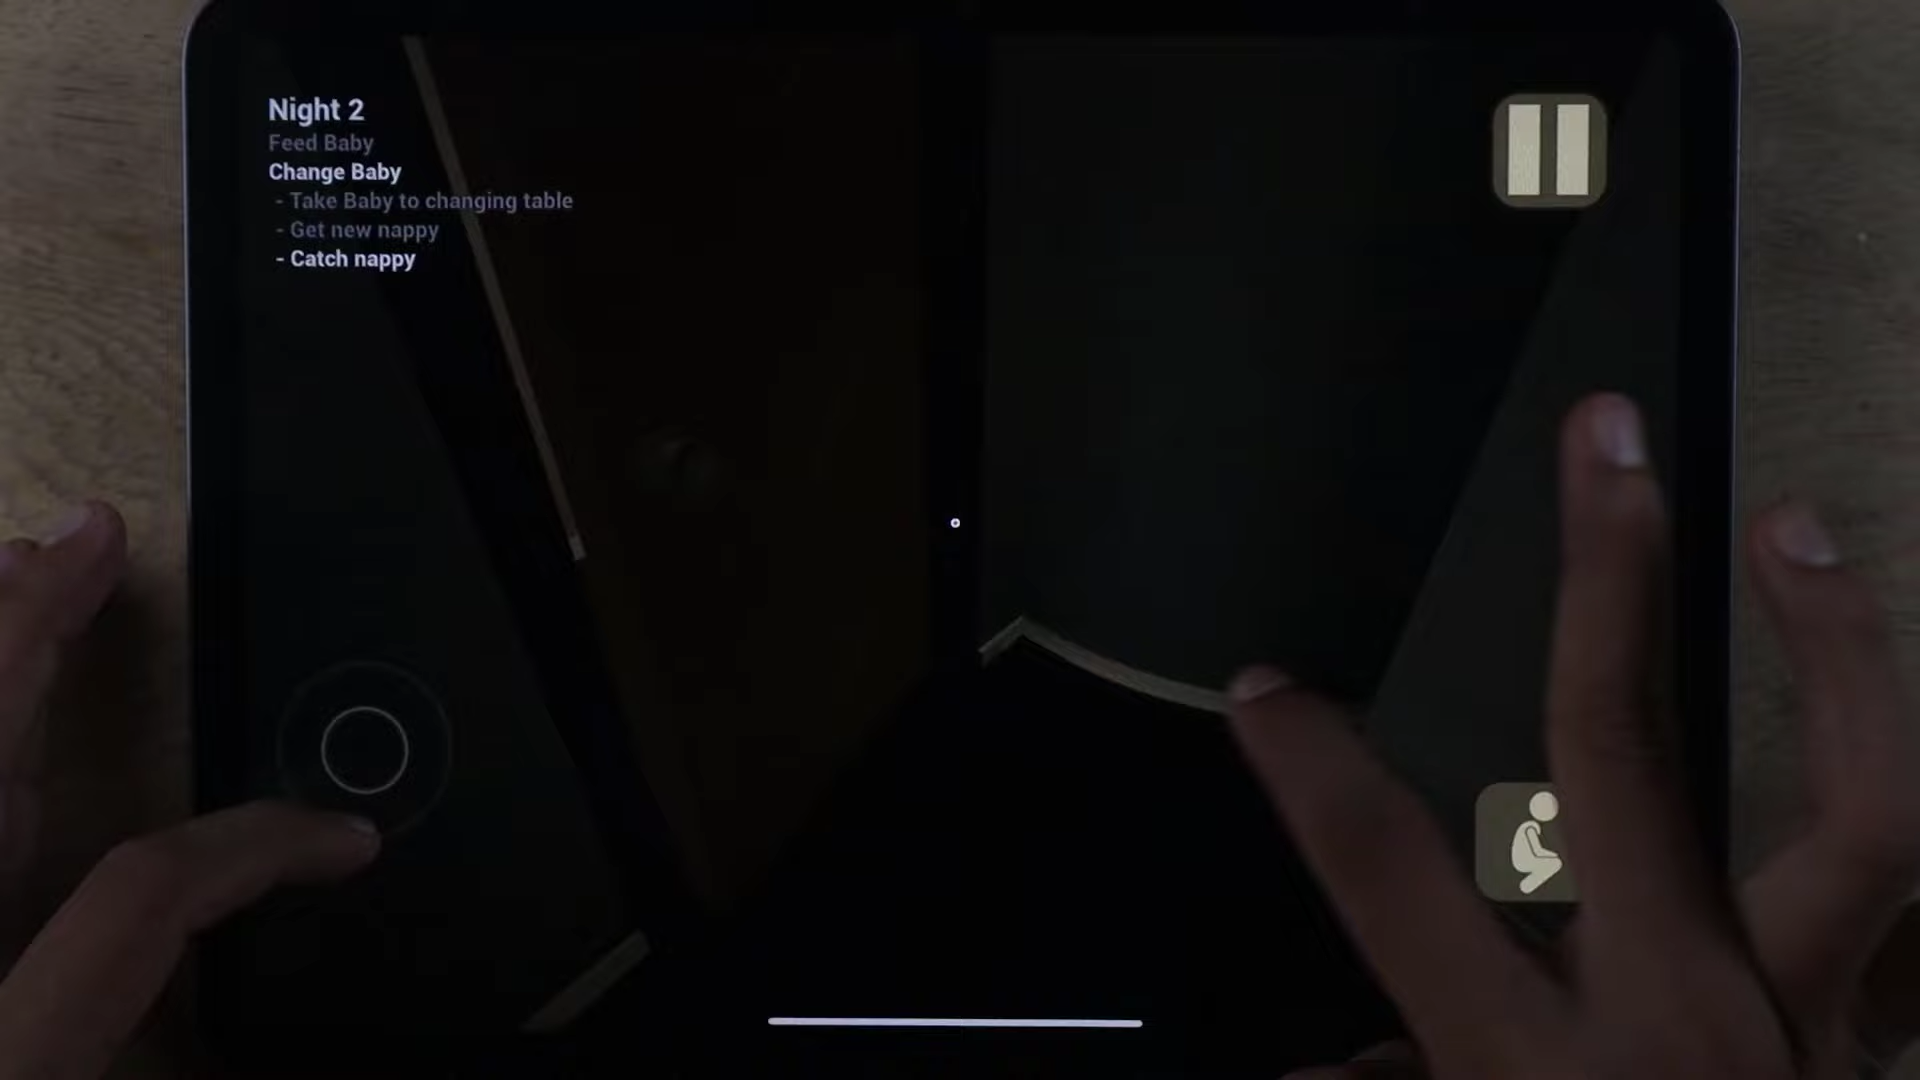 Night 2
Feed Baby
Change Baby
- Take Baby to changing table
- Get new nappy
- Catch nappy